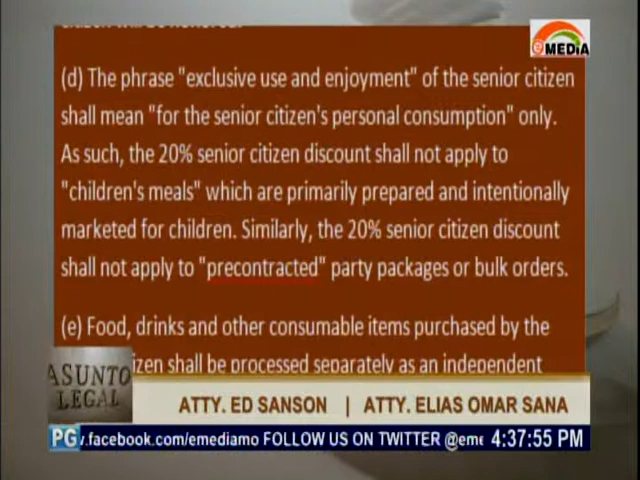 eMEDIA
(d) The phrase "exclusive use and enjoyment" of the senior citizen
shall mean "for the senior citizen's personal consumption" only.
As such, the 20% senior citizen discount shall not apply to
"children's meals" which are primarily prepared and intentionally
marketed for children. Similarly, the 20% senior citizen discount
shall not apply to "precontracted" party packages or bulk orders.
(e) Food, drinks and other consumable items purchased by the
izen shall be processed separately as an independent
ASUNTO
LEGAL
ATTY. ED SANSON | ATTY. ELIAS OMAR SANA
PG .facebook.com/emediamo FOLLOW US ON TWITTER @eme 4:37:55 PM